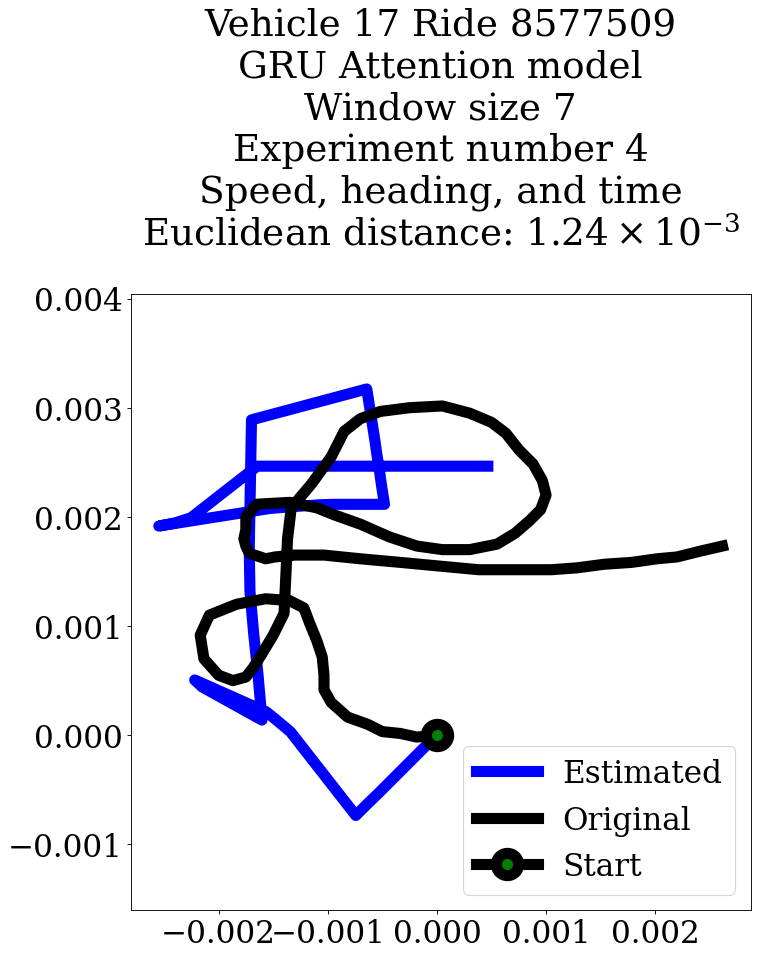 Vehicle 17 Ride 8577509
GRU Attention model
Window size 7
Experiment number 4
Speed, heading, and time
Euclidean distance: 1.24 × 10⁻³
0.004
0.003
0.002
0.001
0.000
−0.001
−0.002 −0.001 0.000 0.001 0.002
Estimated
Original
Start